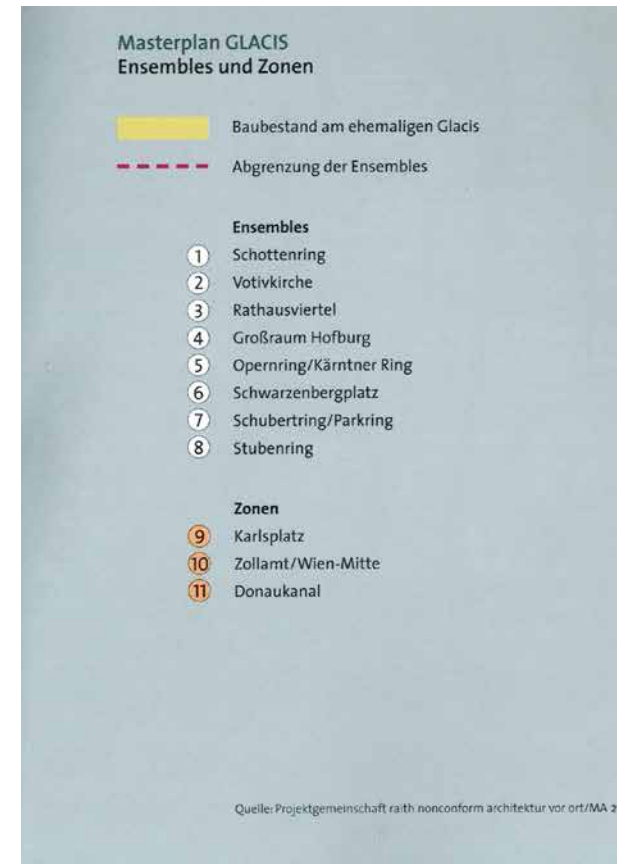 Masterplan GLACIS
Ensembles und Zonen
Baubestand am ehemaligen Glacis
Abgrenzung der Ensembles
Ensembles
1 Schottenring
2 Votivkirche
3 Rathausviertel
4 Großraum Hofburg
5 Opernring/Kärntner Ring
6 Schwarzenbergplatz
7 Schubertring/Parkring
8 Stubenring
Zonen
9 Karlsplatz
10 Zollamt/Wien-Mitte
11 Donaukanal
Quelle: Projektgemeinschaft raith nonconform architektur vor ort/MA 2